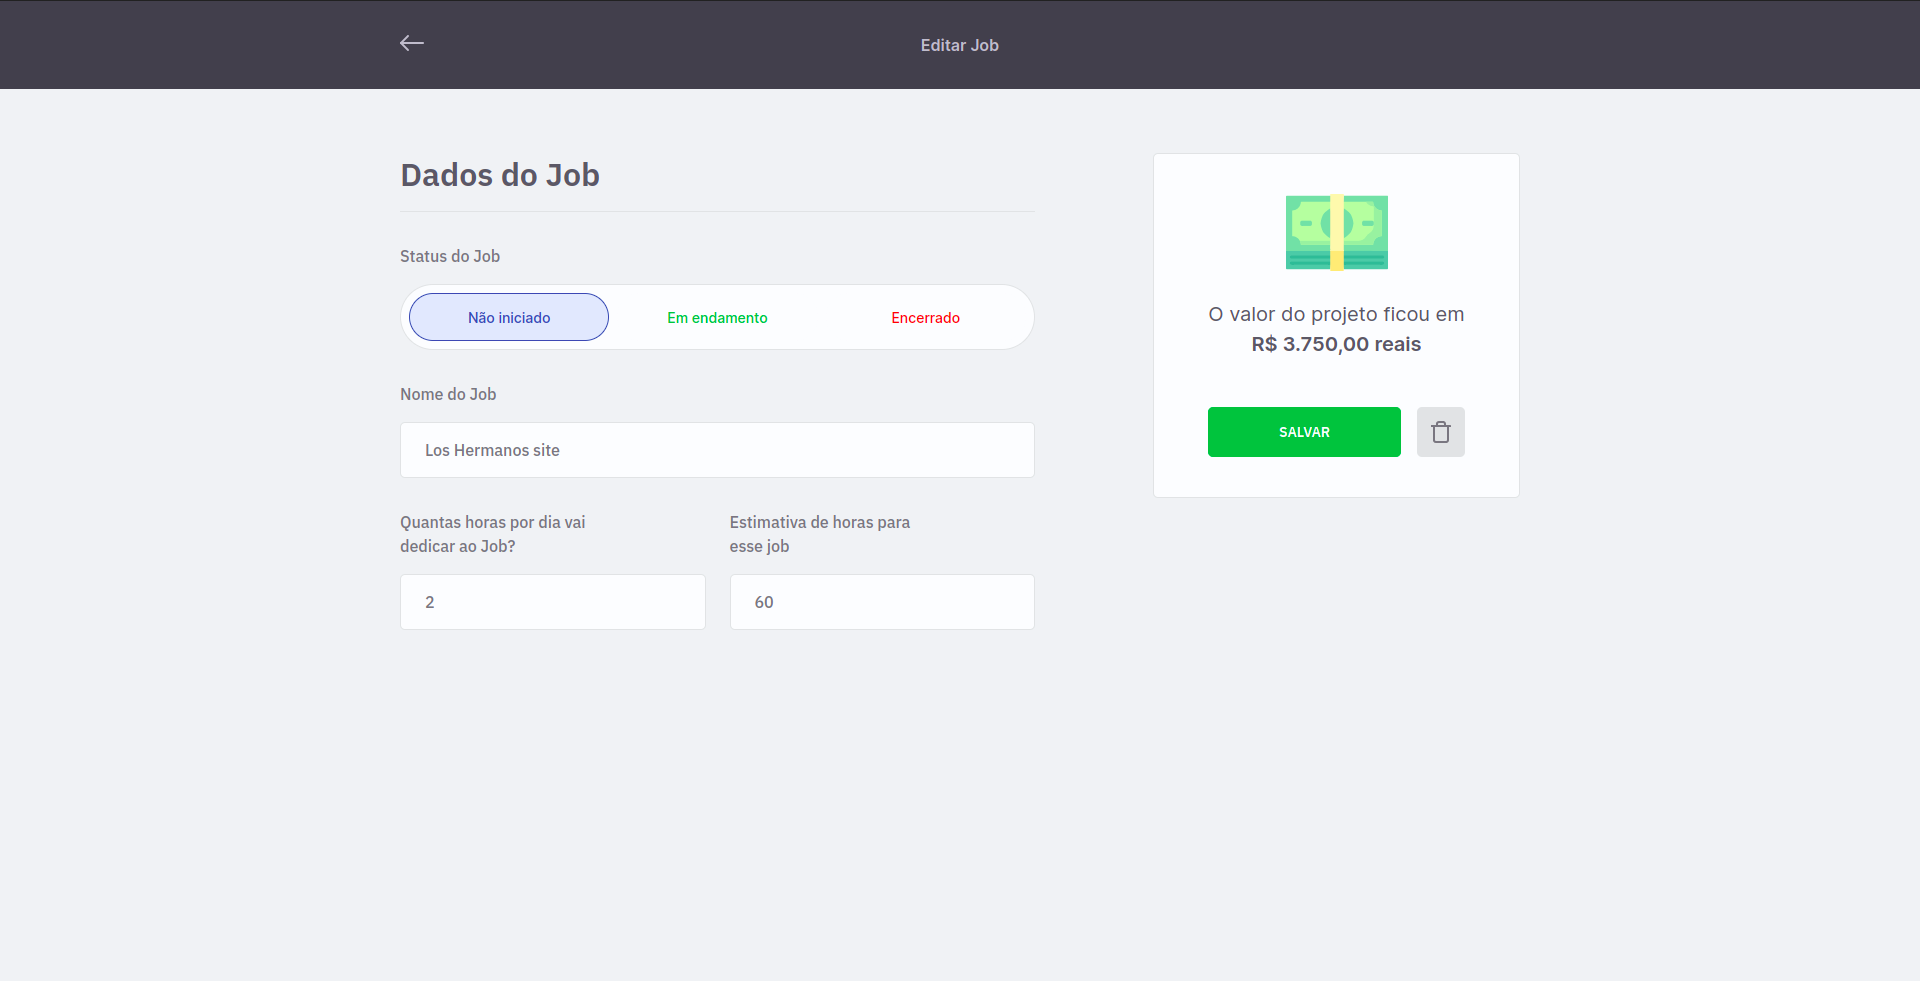 Editar Job
Dados do Job
Status do Job
Não iniciado
Em endamento
Encerrado
Nome do Job
Los Hermanos site
Quantas horas por dia vai
dedicar ao Job?
Estimativa de horas para
esse job
2
60
O valor do projeto ficou em
R$ 3.750,00 reais
SALVAR